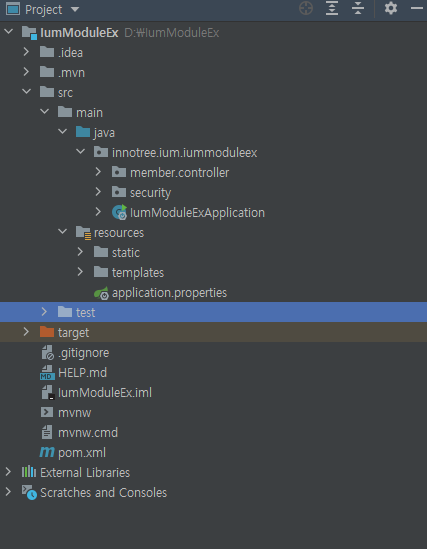 Project
IumModuleEx D:₩IumModuleEx
.idea
.mvn
src
main
java
innotree.ium.iummoduleex
member.controller
security
IumModuleExApplication
resources
static
templates
application.properties
test
target
.gitignore
HELP.md
IumModuleEx.iml
mvnw
mvnw.cmd
pom.xml
External Libraries
Scratches and Consoles